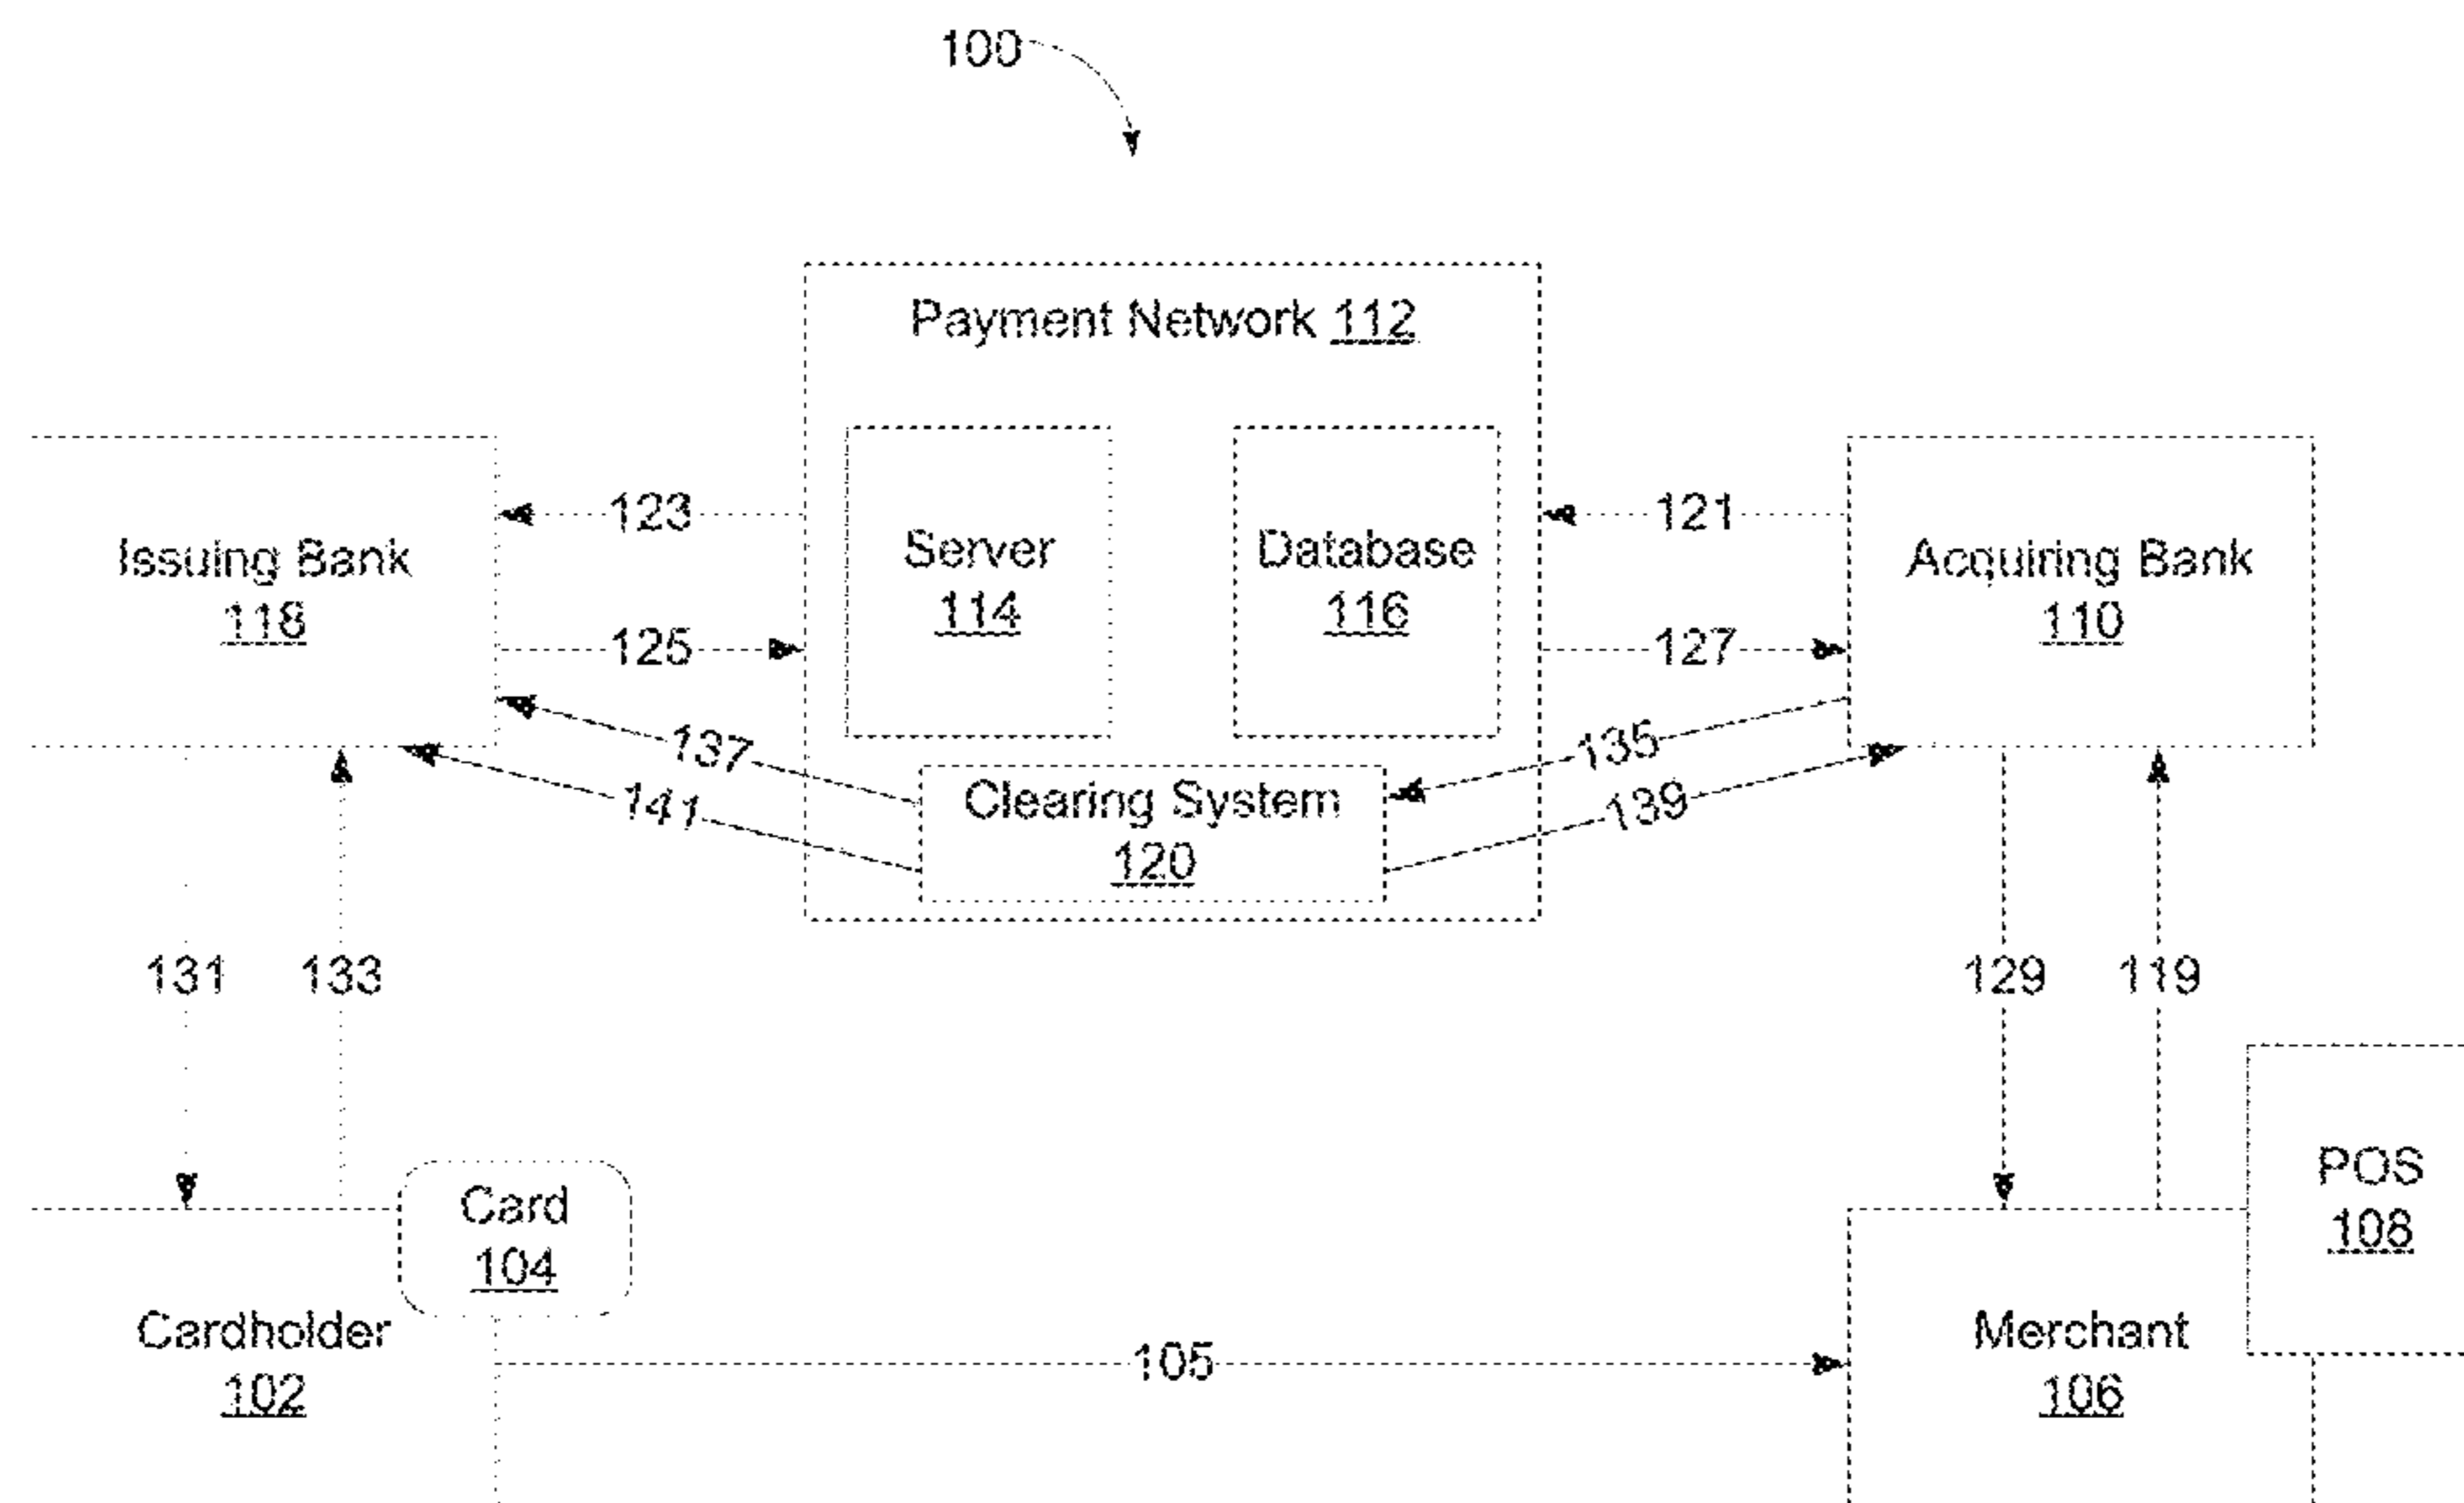 100
Payment Network 112
Issuing Bank
118
123
125
Server
114
Database
116
121
127
Acquiring Bank
110
137
141
Clearing System
120
135
139
131
133
129
119
Card
104
Cardholder
102
105
POS
108
Merchant
106